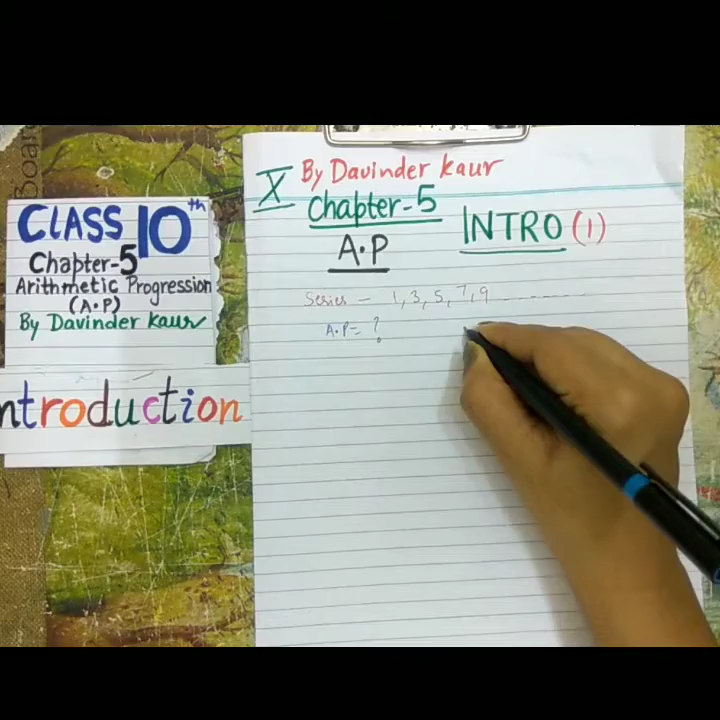 Board
CLASS 10th
Chapter-5
Arithmetic Progression
(A.P)
By Davinder Kaur
ntroduction
X By Davinder Kaur
Chapter-5
INTRO (1)
A.P
Series - 1, 3, 5, 7, 9 ----------
A.P = ?